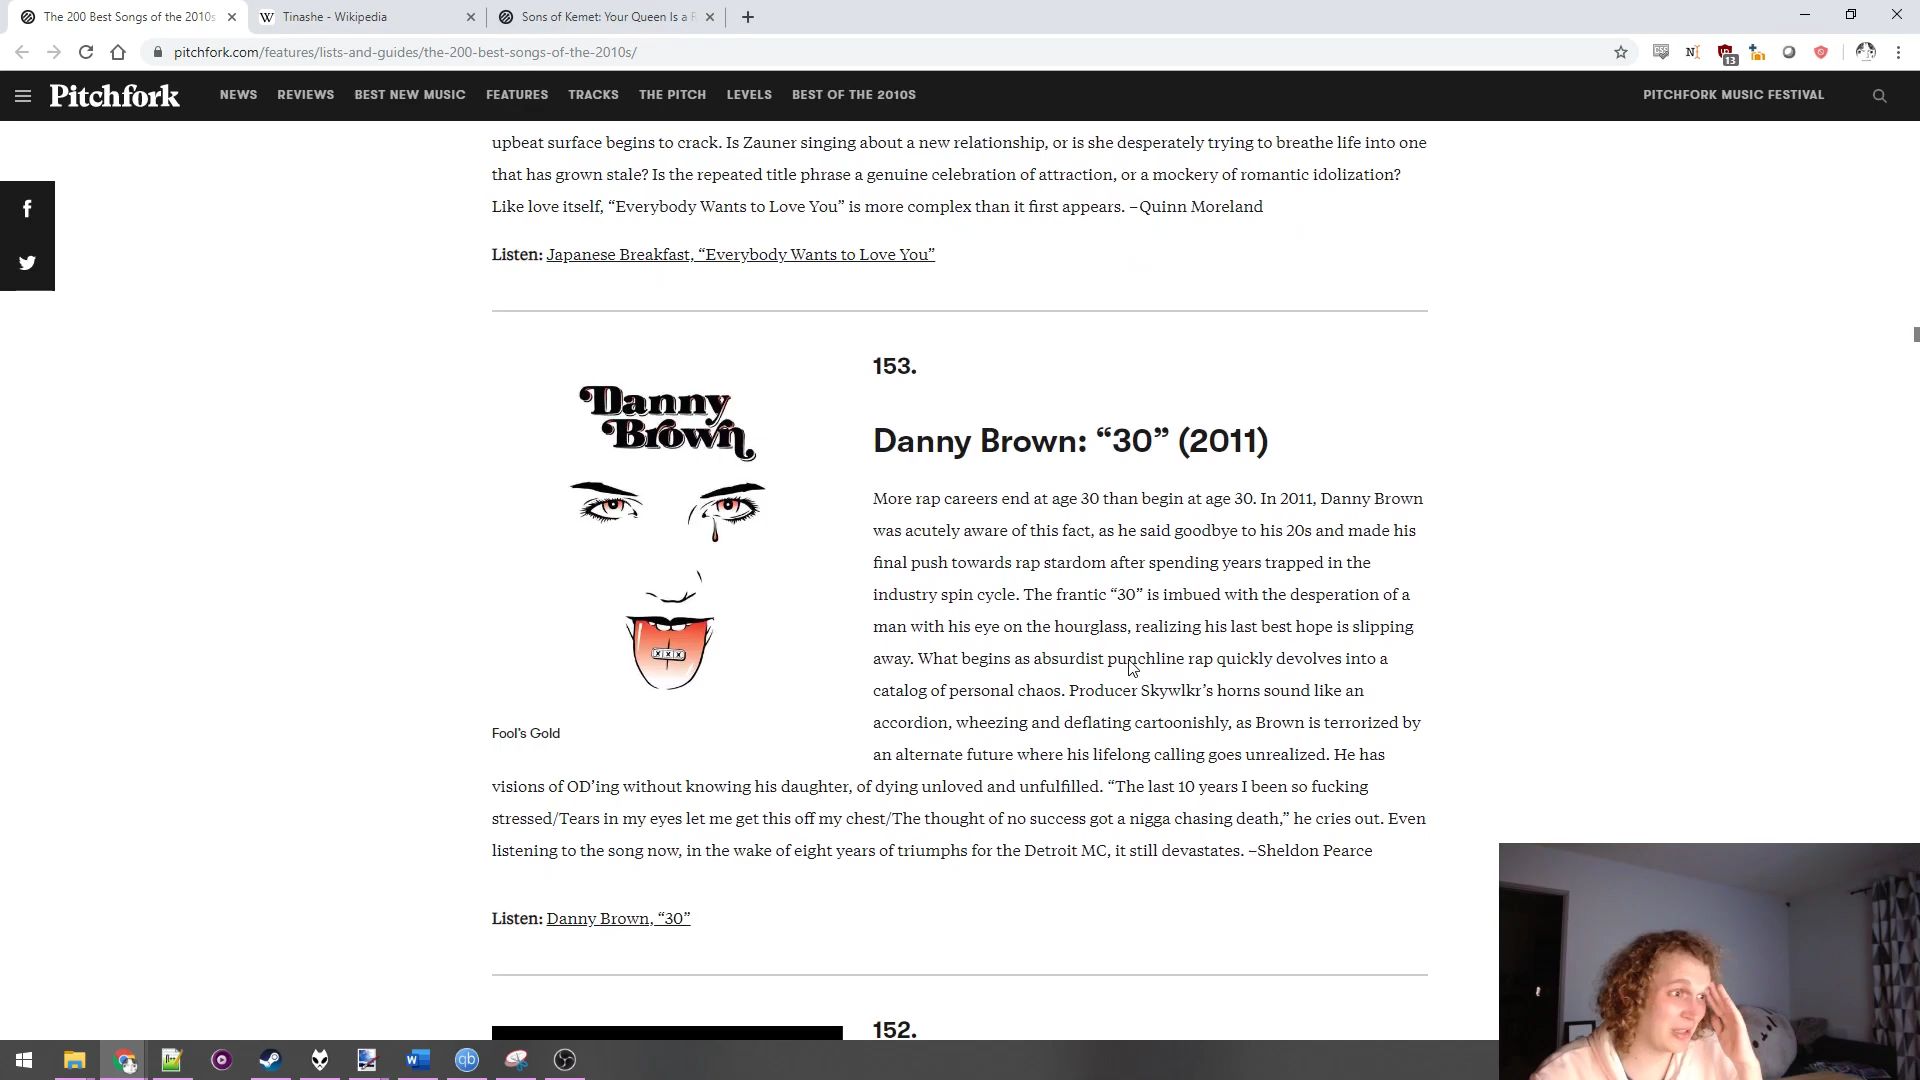 The 200 Best Songs of the 2010s
Tinashe - Wikipedia
Sons of Kemet: Your Queen Is a R
pitchfork.com/features/lists-and-guides/the-200-best-songs-of-the-2010s/
13
Pitchfork
NEWS
REVIEWS
BEST NEW MUSIC
FEATURES
TRACKS
THE PITCH
LEVELS
BEST OF THE 2010S
PITCHFORK MUSIC FESTIVAL
upbeat surface begins to crack. Is Zauner singing about a new relationship, or is she desperately trying to breathe life into one
that has grown stale? Is the repeated title phrase a genuine celebration of attraction, or a mockery of romantic idolization?
Like love itself, “Everybody Wants to Love You” is more complex than it first appears. –Quinn Moreland
Listen: Japanese Breakfast, “Everybody Wants to Love You”
Danny
Brown
XXX
Fool's Gold
153.
Danny Brown: “30” (2011)
More rap careers end at age 30 than begin at age 30. In 2011, Danny Brown
was acutely aware of this fact, as he said goodbye to his 20s and made his
final push towards rap stardom after spending years trapped in the
industry spin cycle. The frantic “30” is imbued with the desperation of a
man with his eye on the hourglass, realizing his last best hope is slipping
away. What begins as absurdist punchline rap quickly devolves into a
catalog of personal chaos. Producer Skywlkr’s horns sound like an
accordion, wheezing and deflating cartoonishly, as Brown is terrorized by
an alternate future where his lifelong calling goes unrealized. He has
visions of OD’ing without knowing his daughter, of dying unloved and unfulfilled. “The last 10 years I been so fucking
stressed/Tears in my eyes let me get this off my chest/The thought of no success got a nigga chasing death,” he cries out. Even
listening to the song now, in the wake of eight years of triumphs for the Detroit MC, it still devastates. –Sheldon Pearce
Listen: Danny Brown, “30”
152.